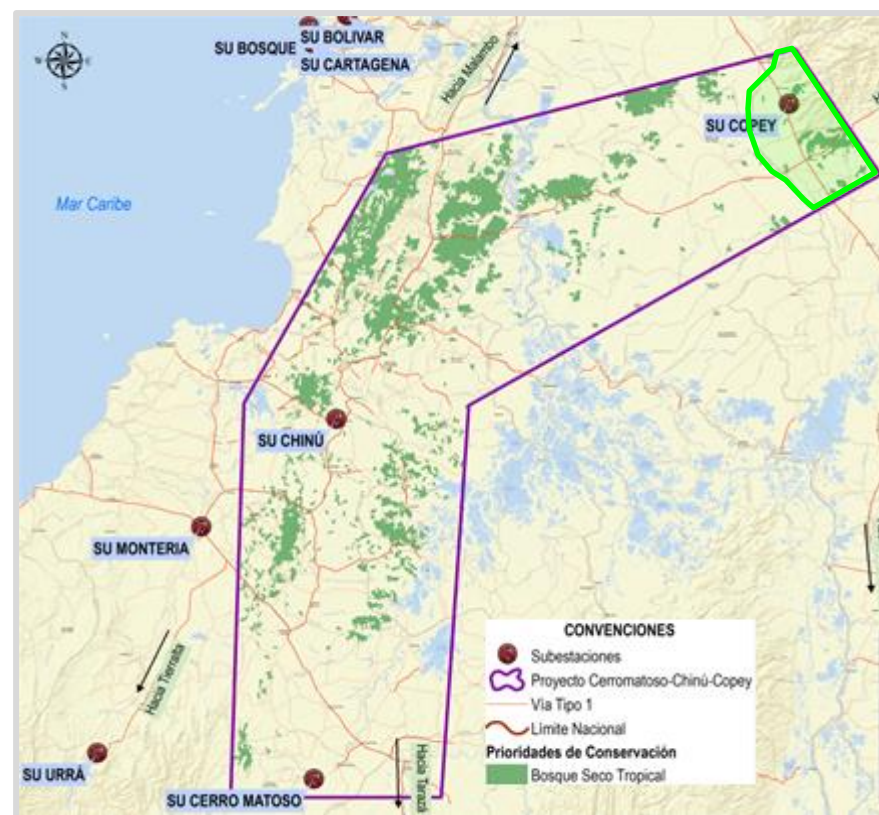 SU BOLIVAR
SU BOSQUE
SU CARTAGENA
Hacia Malambo
SU COPEY
Mar Caribe
SU CHINÚ
SU MONTERIA
Hacia Tierralta
SU URRÁ
SU CERRO MATOSO
Hacia Tarazá
CONVENCIONES
Subestaciones
Proyecto Cerromatoso-Chinú-Copey
Vía Tipo 1
Límite Nacional
Prioridades de Conservación
Bosque Seco Tropical